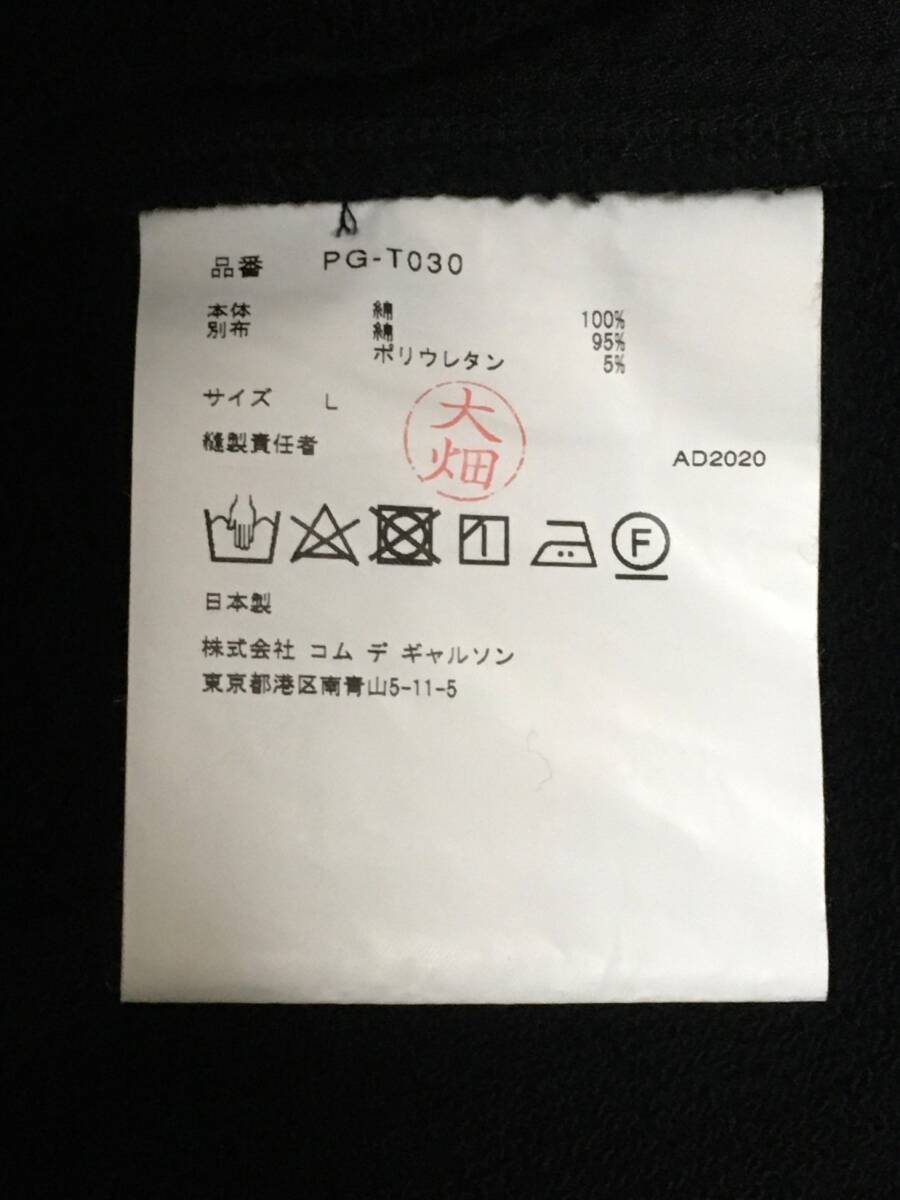 品番 PG-T030
本体 綿 100%
別布 綿 95%
ポリウレタン 5%
サイズ L
大畑
縫製責任者
AD2020
F
日本製
株式会社 コム デ ギャルソン
東京都港区南青山5-11-5